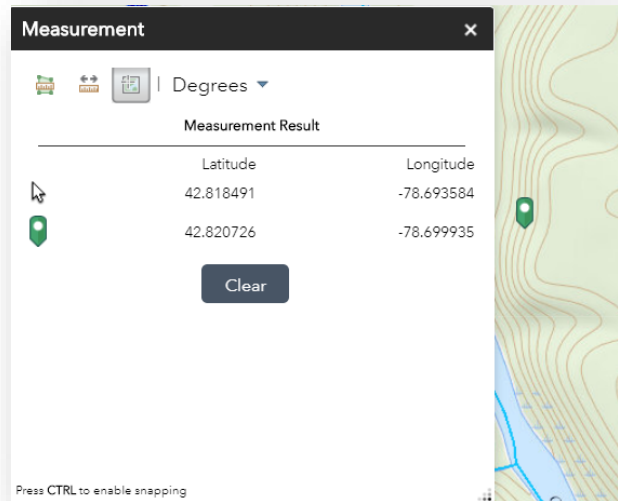 Measurement
Degrees
Measurement Result
Latitude Longitude
42.818491 -78.693584
42.820726 -78.699935
Clear
Press CTRL to enable snapping